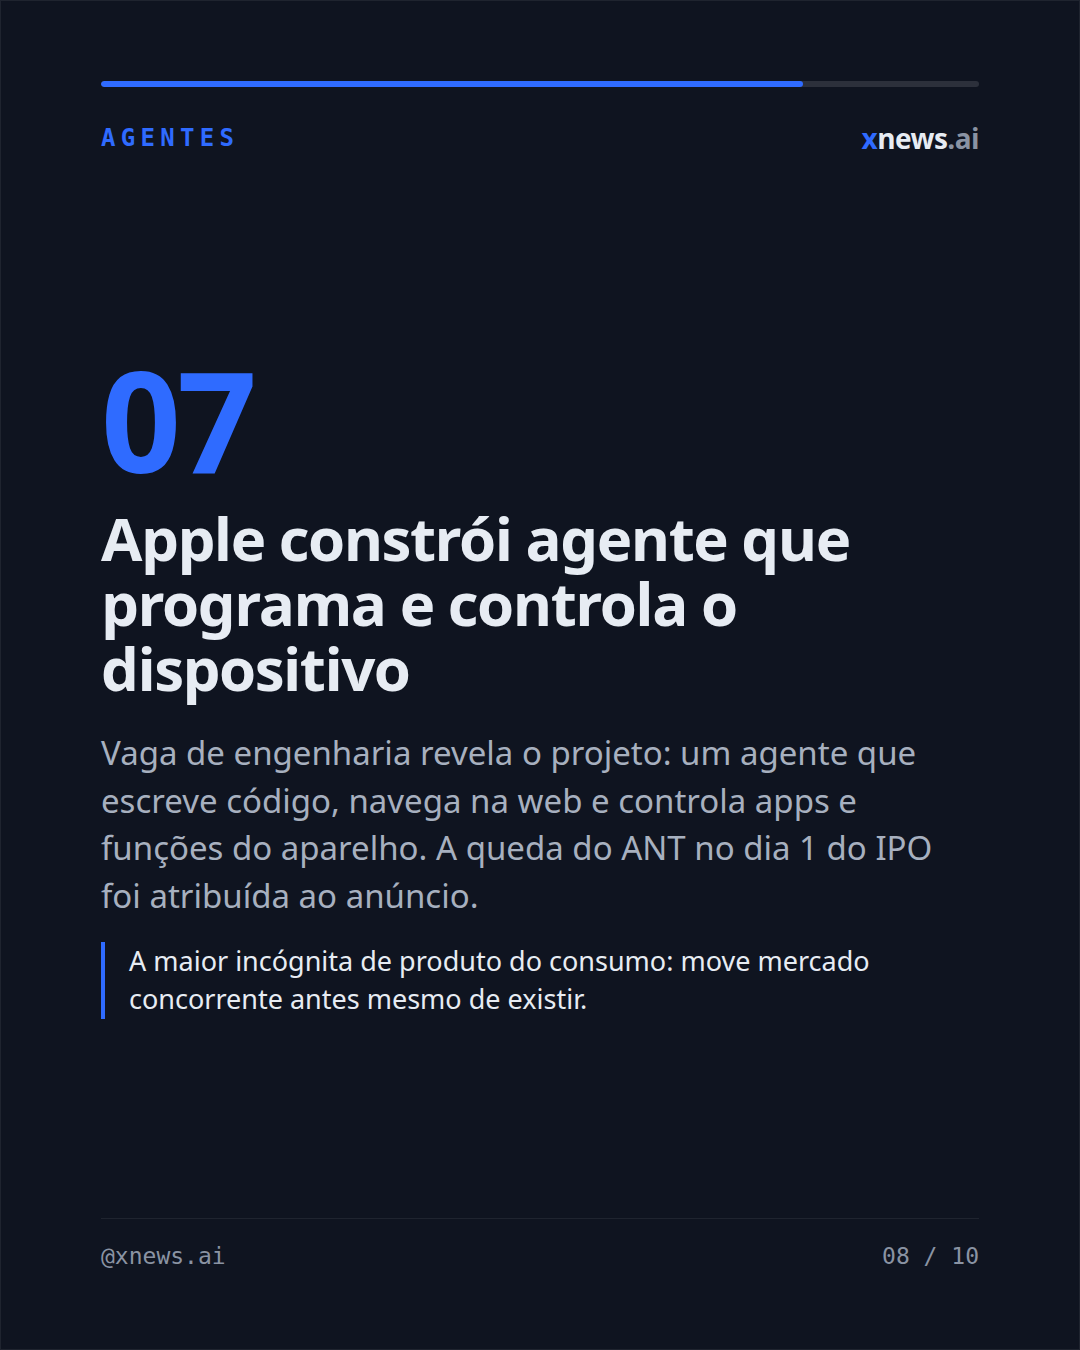 AGENTES
xnews.ai
07
Apple constrói agente que
programa e controla o
dispositivo
Vaga de engenharia revela o projeto: um agente que
escreve código, navega na web e controla apps e
funções do aparelho. A queda do ANT no dia 1 do IPO
foi atribuída ao anúncio.
A maior incógnita de produto do consumo: move mercado
concorrente antes mesmo de existir.
@xnews.ai
08 / 10